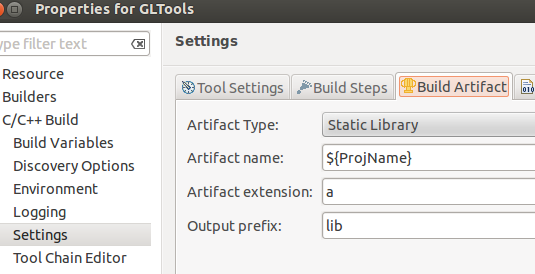 Properties for GLTools
type filter text
Settings
Resource
Builders
C/C++ Build
Build Variables
Discovery Options
Environment
Logging
Settings
Tool Chain Editor
Tool Settings
Build Steps
Build Artifact
Artifact Type:
Static Library
Artifact name:
${ProjName}
Artifact extension:
a
Output prefix:
lib